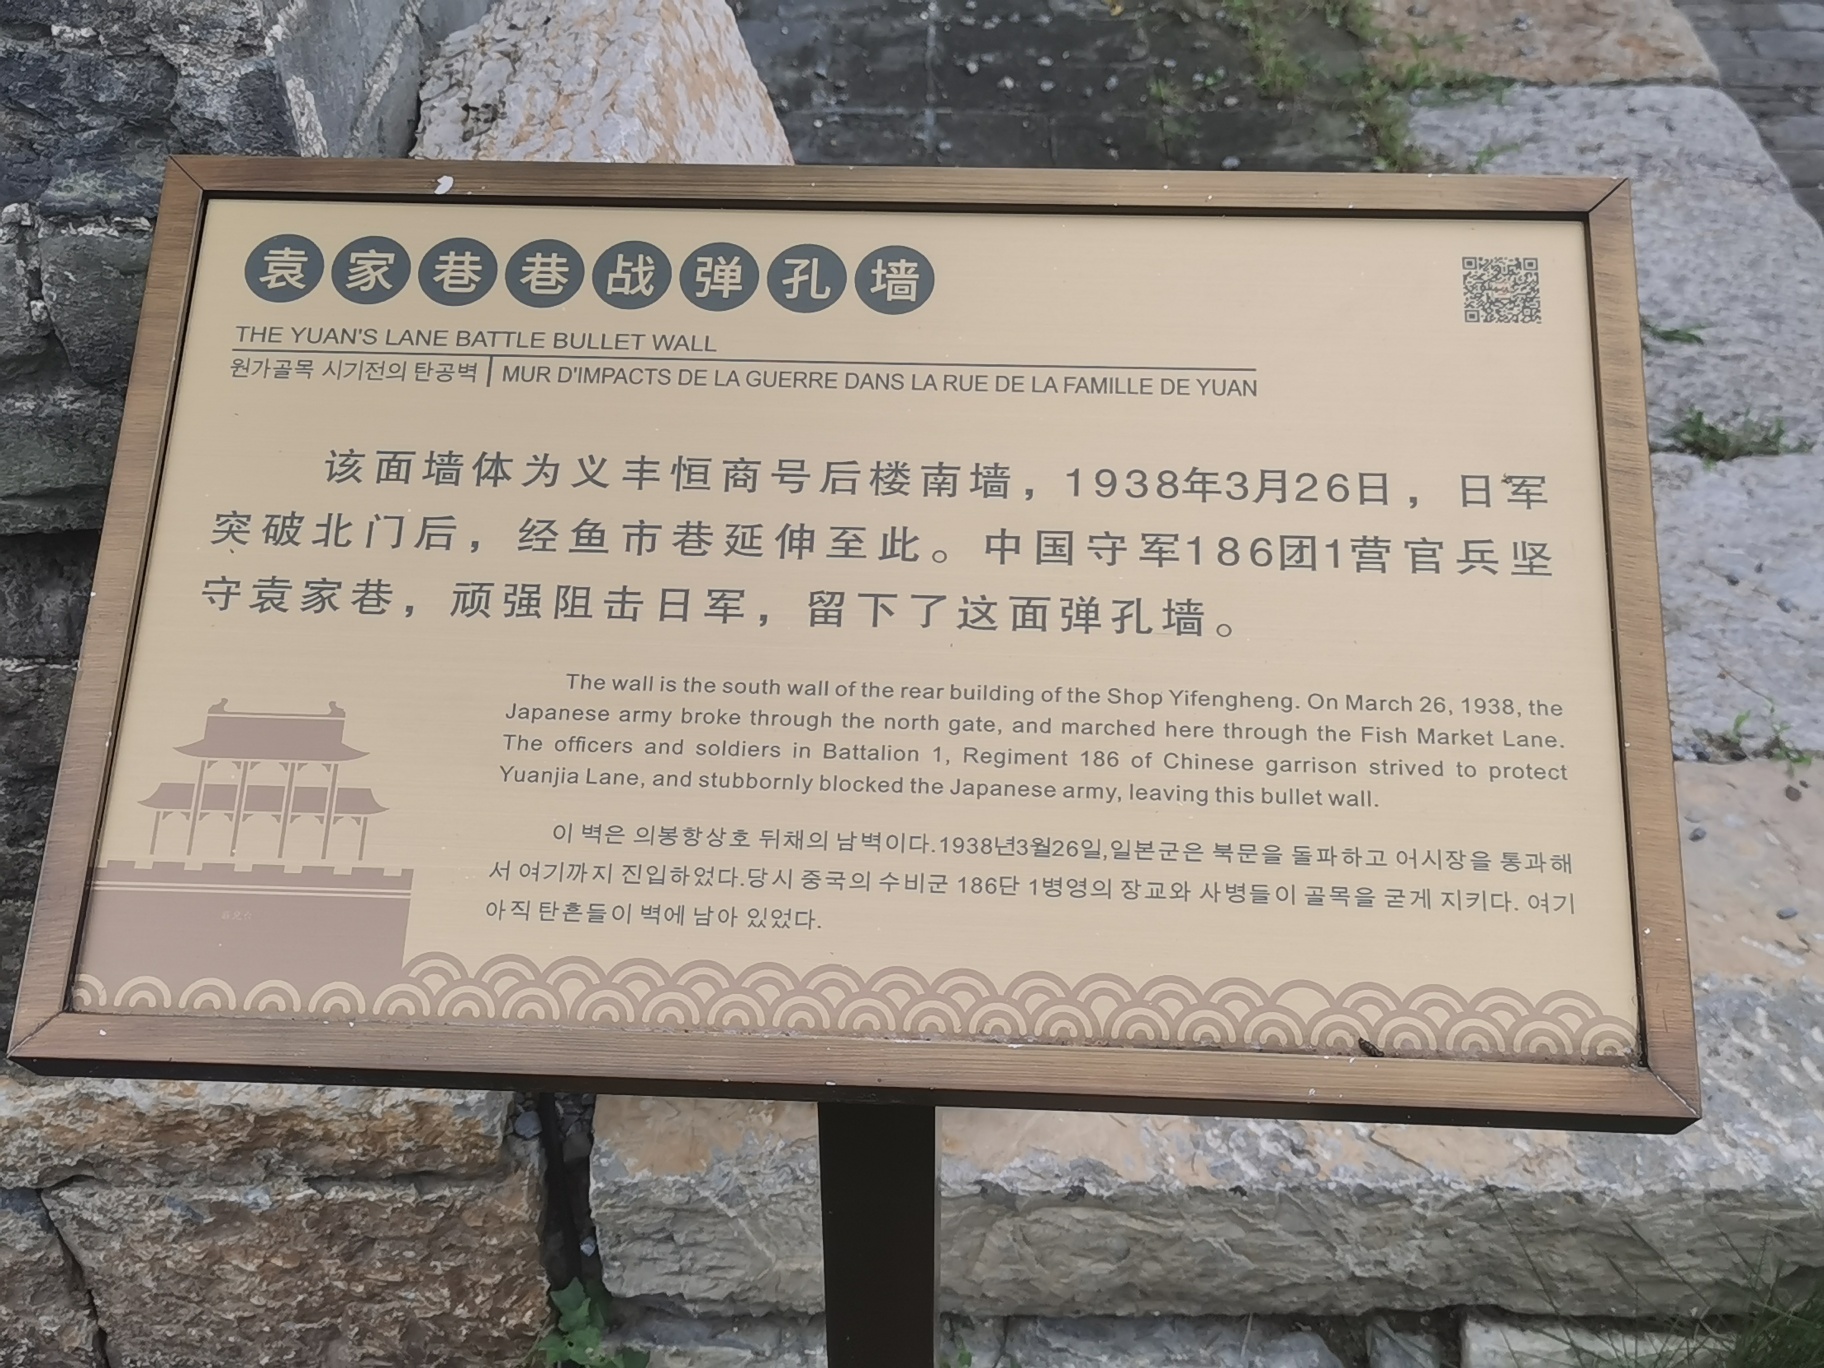 袁家巷巷战弹孔墙
THE YUAN'S LANE BATTLE BULLET WALL
원가골목 시기전의 탄공벽
MUR D'IMPACTS DE LA GUERRE DANS LA RUE DE LA FAMILLE DE YUAN
该面墙体为义丰恒商号后楼南墙，1938年3月26日，日军
突破北门后，经鱼市巷延伸至此。中国守军186团1营官兵坚
守袁家巷，顽强阻击日军，留下了这面弹孔墙。
The wall is the south wall of the rear building of the Shop Yifengheng. On March 26, 1938, the
Japanese army broke through the north gate, and marched here through the Fish Market Lane.
The officers and soldiers in Battalion 1, Regiment 186 of Chinese garrison strived to protect
Yuanjia Lane, and stubbornly blocked the Japanese army, leaving this bullet wall.
이 벽은 의봉항상호 뒤채의 남벽이다.1938년3월26일,일본군은 북문을 돌파하고 어시장을 통과해
서 여기까지 진입하었다.당시 중국의 수비군 186단 1병영의 장교와 사병들이 골목을 굳게 지키다. 여기
아직 탄흔들이 벽에 남아 있었다.